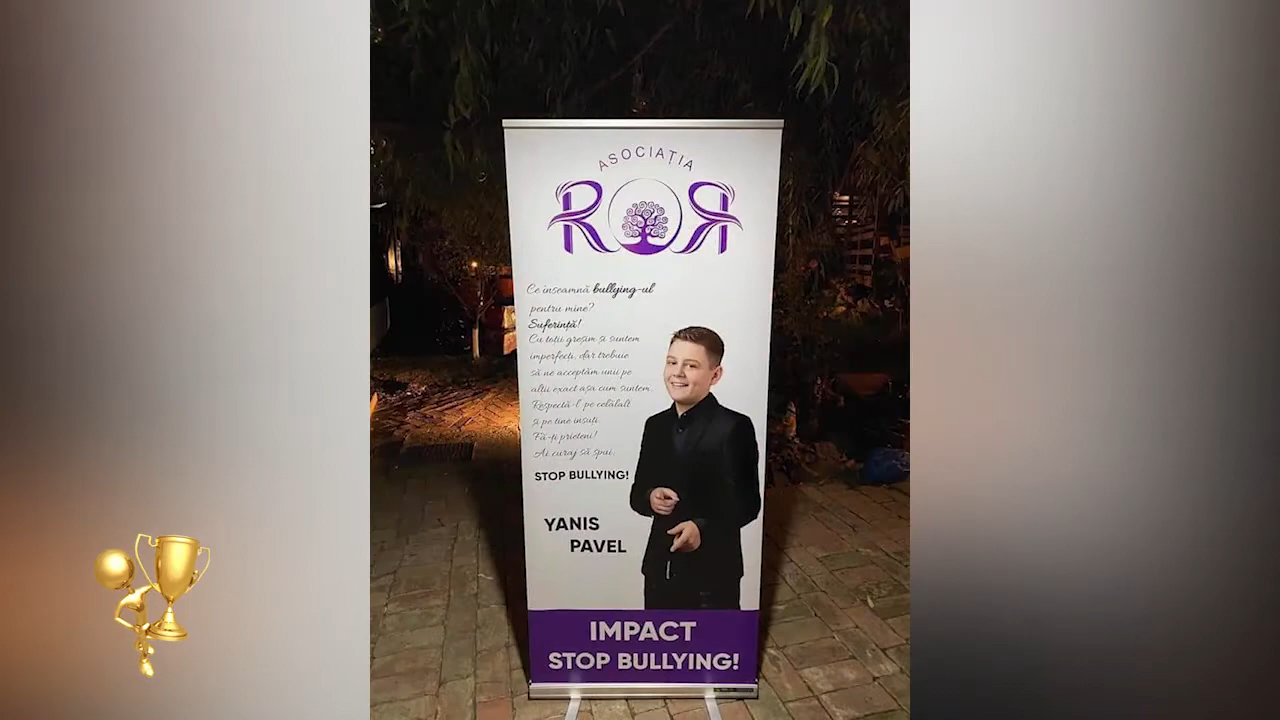 ASOCIAȚIA
ROR
Ce înseamnă bullying-ul
pentru mine?
Suferință!
Cu toții greșim și suntem
imperfecți, dar trebuie
să ne acceptăm unii pe
alții exact așa cum suntem.
Respectă-l pe celălalt
și pe tine însuți.
Fă-ți prieteni!
Ai curaj să spui,
STOP BULLYING!
YANIS
PAVEL
IMPACT
STOP BULLYING!